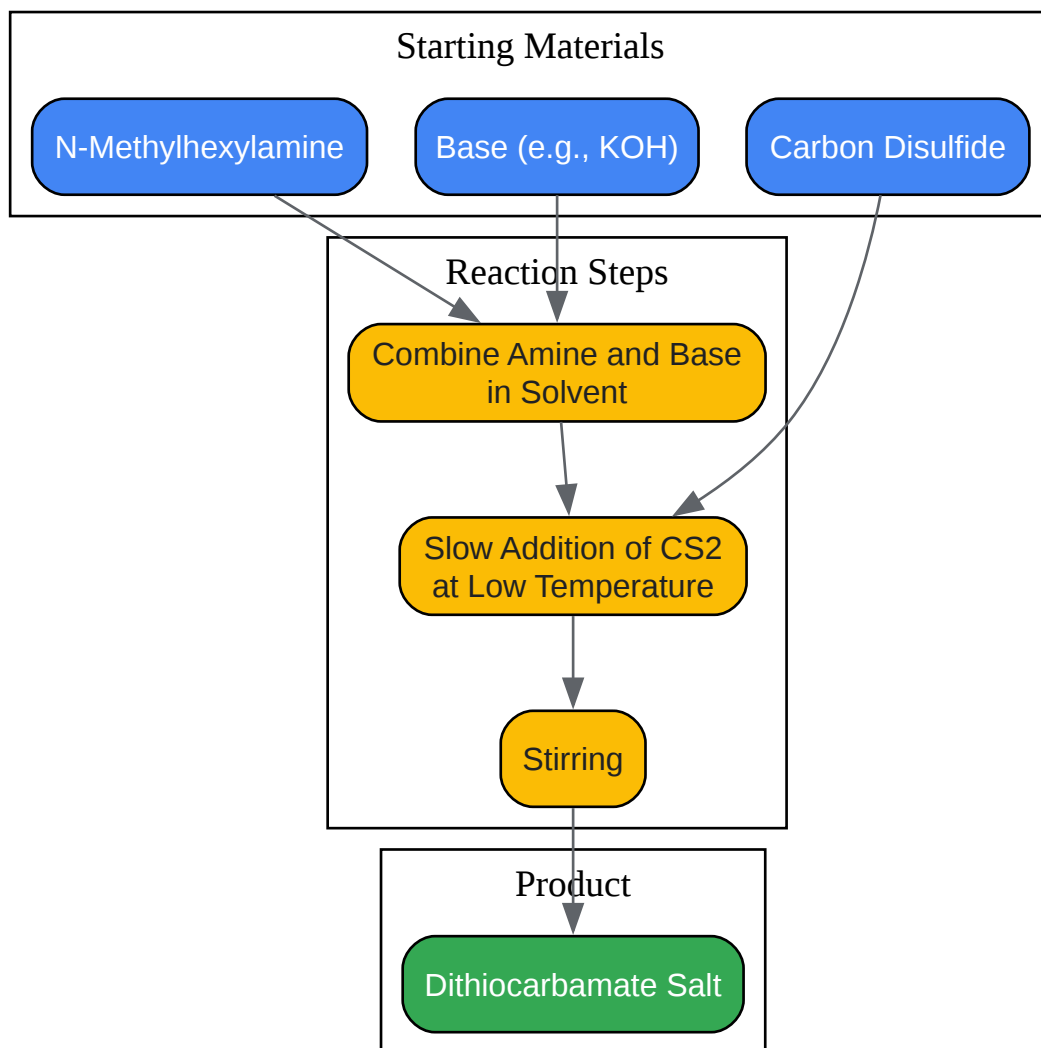 Starting Materials
N-Methylhexylamine
Base (e.g., KOH)
Carbon Disulfide
Reaction Steps
Combine Amine and Base
in Solvent
Slow Addition of CS2
at Low Temperature
Stirring
Product
Dithiocarbamate Salt